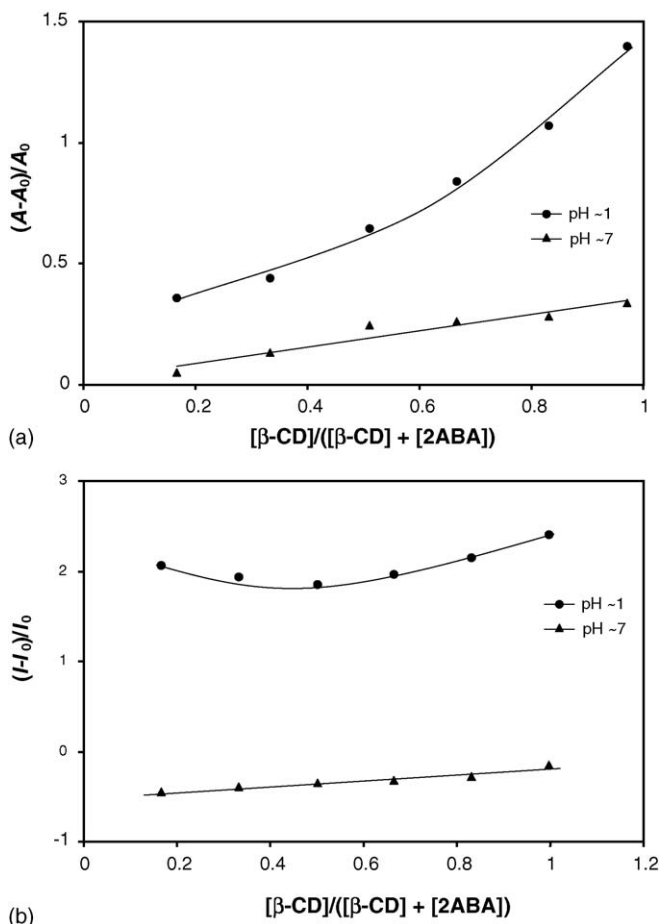 1.5
1
0.5
0
(A-A₀)/A₀
pH ~1
pH ~7
0 0.2 0.4 0.6 0.8 1
[β-CD]/([β-CD] + [2ABA])
(a)
3
2
1
0
-1
(I-I₀)/I₀
pH ~1
pH ~7
0 0.2 0.4 0.6 0.8 1 1.2
[β-CD]/([β-CD] + [2ABA])
(b)